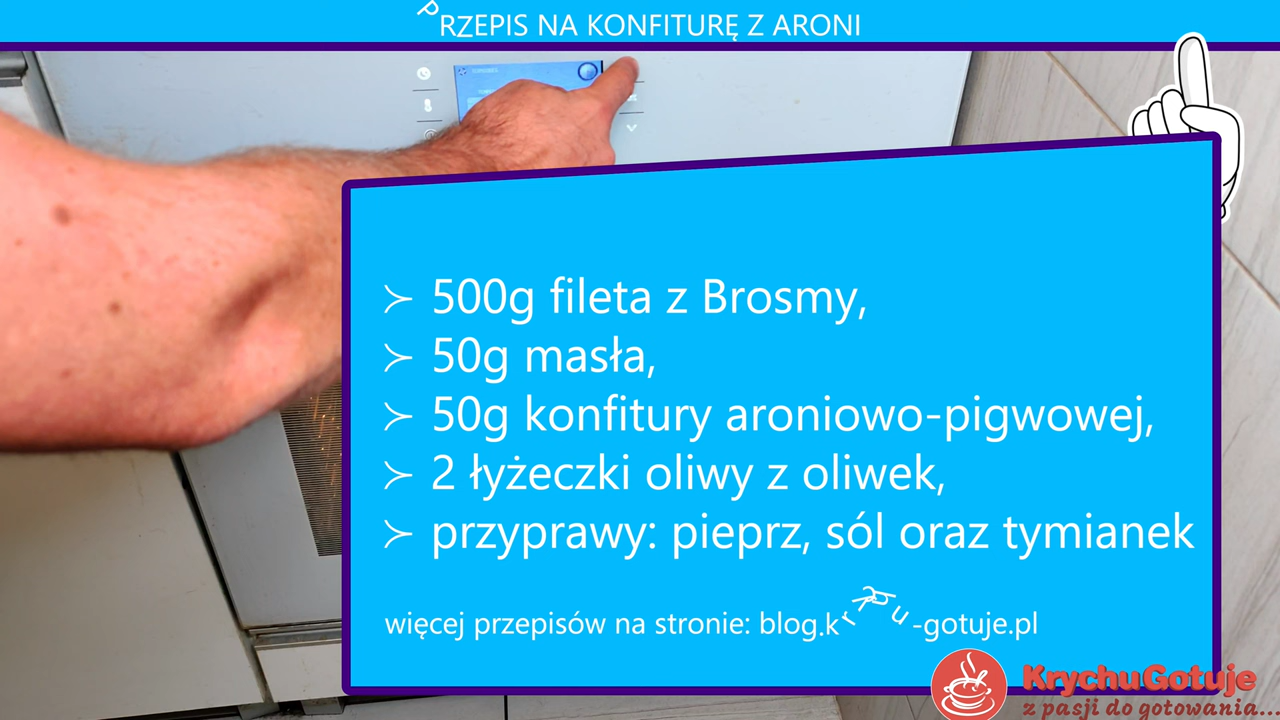 PRZEPIS NA KONFITURĘ Z ARONI
≻ 500g fileta z Brosmy,
≻ 50g masła,
≻ 50g konfitury aroniowo-pigwowej,
≻ 2 łyżeczki oliwy z oliwek,
≻ przyprawy: pieprz, sól oraz tymianek
więcej przepisów na stronie: blog.krychu-gotuje.pl
KrychuGotuje
z pasji do gotowania...